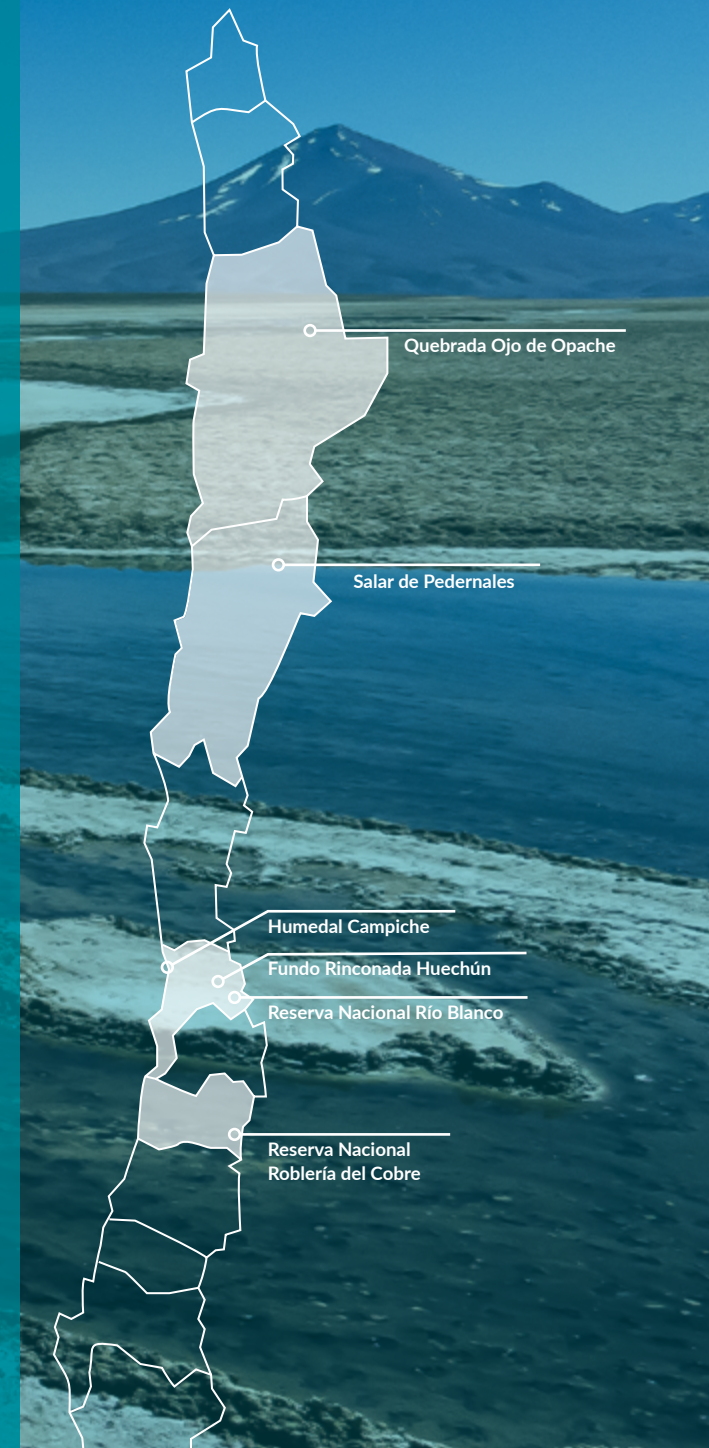 Quebrada Ojo de Opache
Salar de Pedernales
Humedal Campiche
Fundo Rinconada Huechún
Reserva Nacional Río Blanco
Reserva Nacional
Roblería del Cobre